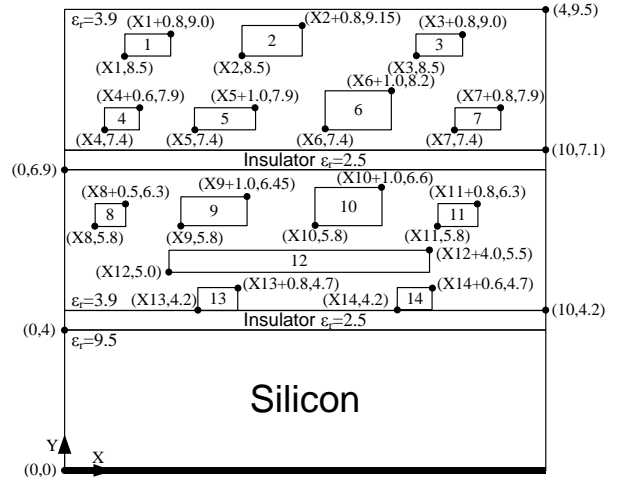 εr=3.9 (X1+0.8,9.0) (X2+0.8,9.15) (X3+0.8,9.0) (4,9.5)
1 2 3
(X1,8.5) (X2,8.5) (X3,8.5)
(X4+0.6,7.9) (X5+1.0,7.9) (X6+1.0,8.2) (X7+0.8,7.9)
4 5 6 7
(X4,7.4) (X5,7.4) (X6,7.4) (X7,7.4)
Insulator εr=2.5 (10,7.1)
(0,6.9)
(X8+0.5,6.3) (X9+1.0,6.45) (X10+1.0,6.6) (X11+0.8,6.3)
8 9 10 11
(X8,5.8) (X9,5.8) (X10,5.8) (X11,5.8)
(X12,5.0) 12 (X12+4.0,5.5)
(X13+0.8,4.7) (X14+0.6,4.7)
εr=3.9 (X13,4.2) 13 (X14,4.2) 14
Insulator εr=2.5 (10,4.2)
(0,4)
εr=9.5
Silicon
Y
X
(0,0)